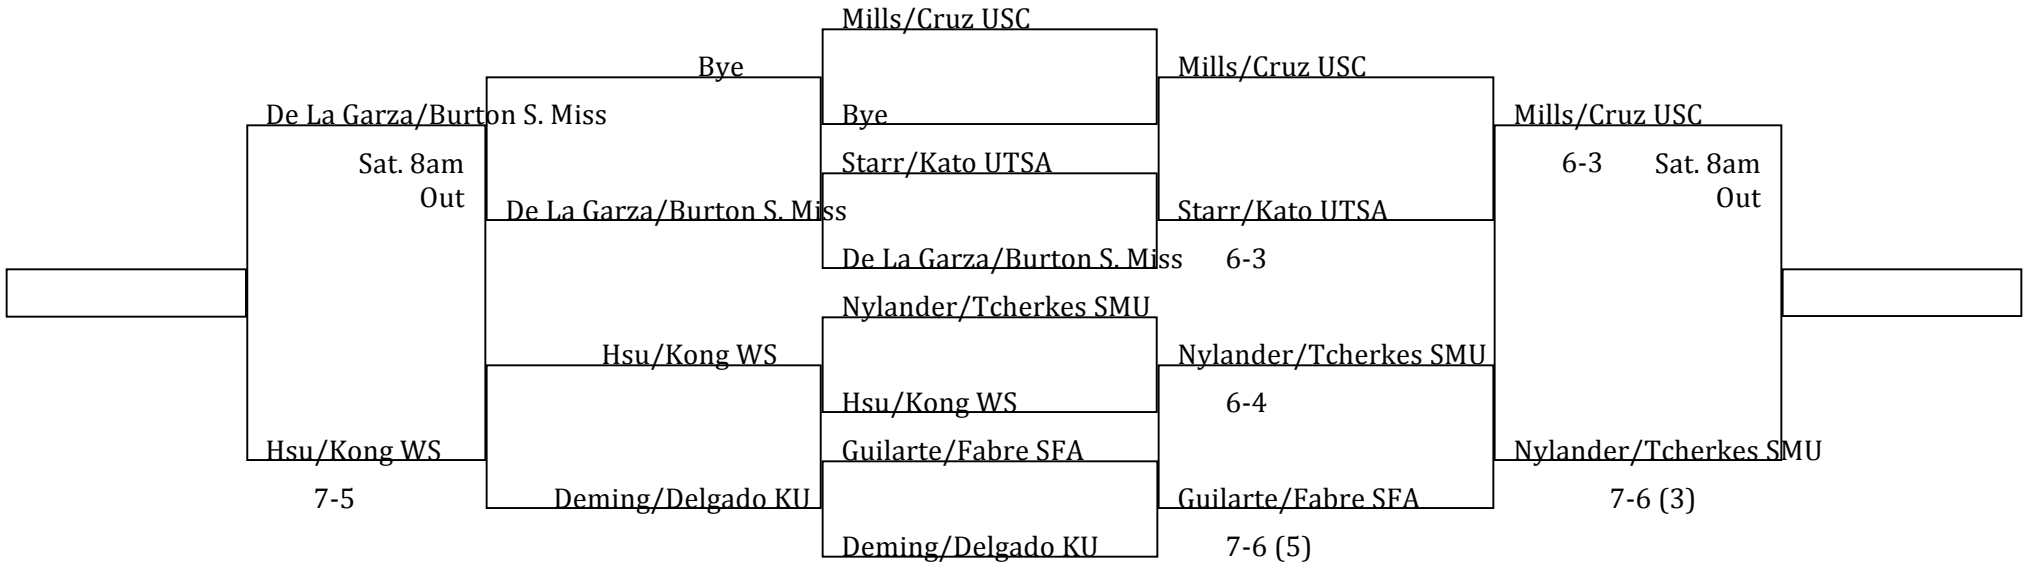 Mills/Cruz USC
Bye
Mills/Cruz USC
De La Garza/Burton S. Miss
Bye
Mills/Cruz USC
Sat. 8am
Out
Starr/Kato UTSA
6-3
Sat. 8am
Out
De La Garza/Burton S. Miss
Starr/Kato UTSA
De La Garza/Burton S. Miss
6-3
Nylander/Tcherkes SMU
Hsu/Kong WS
Nylander/Tcherkes SMU
Hsu/Kong WS
6-4
Hsu/Kong WS
Guilarte/Fabre SFA
Nylander/Tcherkes SMU
7-5
Deming/Delgado KU
Guilarte/Fabre SFA
7-6 (3)
Deming/Delgado KU
7-6 (5)